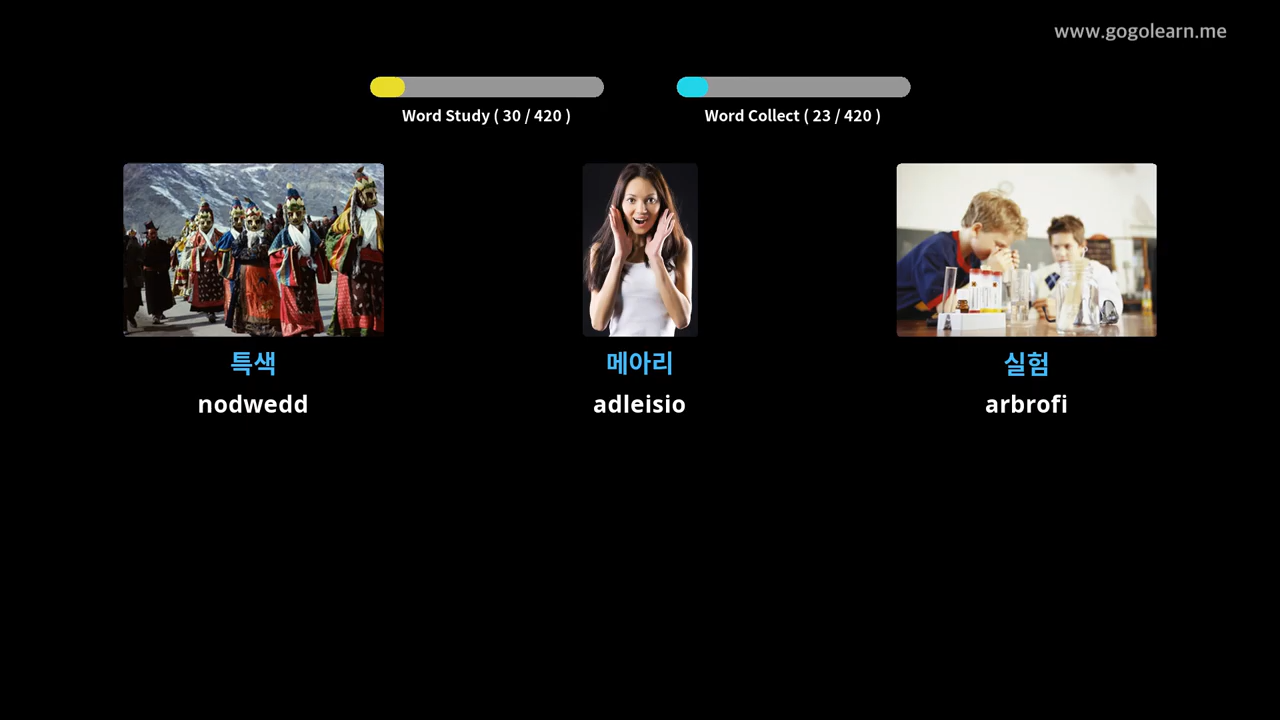 www.gogolearn.me
Word Study ( 30 / 420 )
Word Collect ( 23 / 420 )
특색
메아리
실험
nodwedd
adleisio
arbrofi